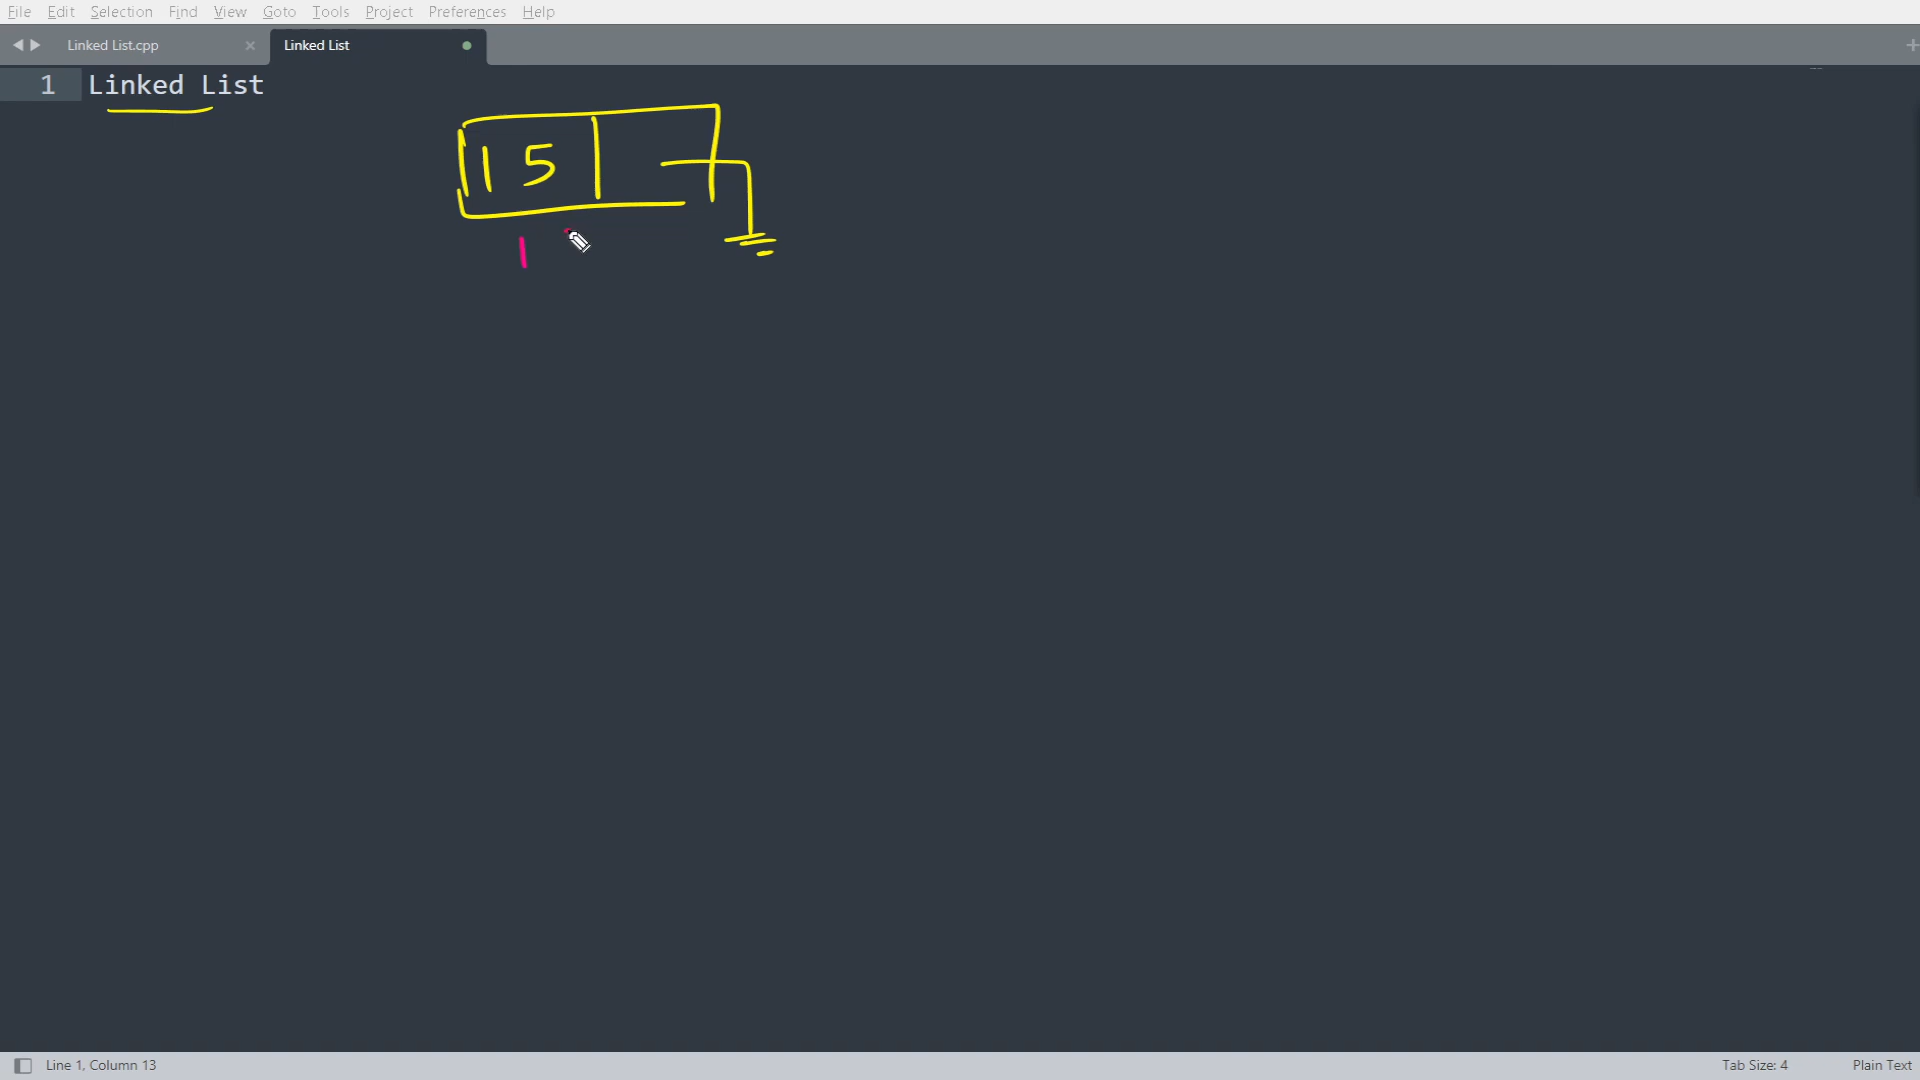 File Edit Selection Find View Goto Tools Project Preferences Help
Linked List.cpp Linked List
1 Linked List
15
1
Line 1, Column 13 Tab Size: 4 Plain Text